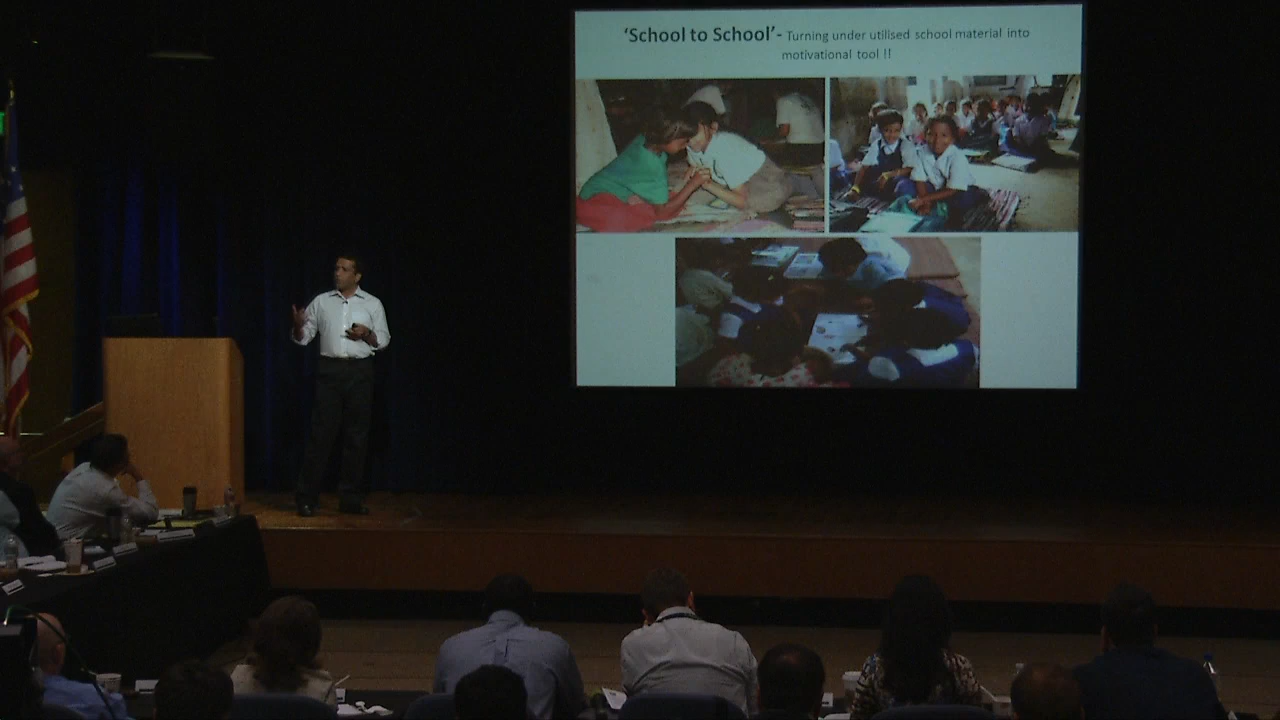 ‘School to School’- Turning under utilised school material into
motivational tool !!